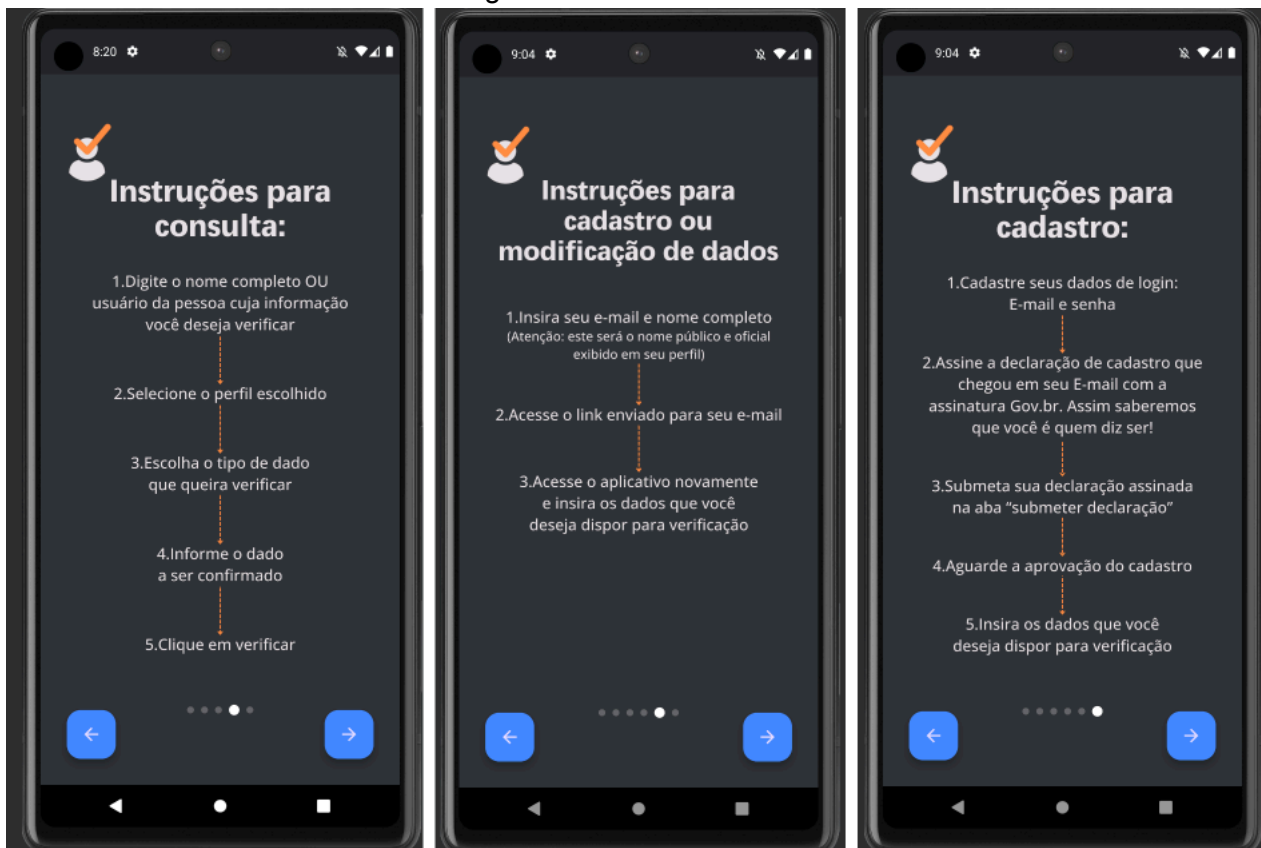 8:20
Instruções para
consulta:
1.Digite o nome completo OU
usuário da pessoa cuja informação
você deseja verificar
2.Selecione o perfil escolhido
3.Escolha o tipo de dado
que queira verificar
4.Informe o dado
a ser confirmado
5.Clique em verificar
9:04
Instruções para
cadastro ou
modificação de dados
1.Insira seu e-mail e nome completo
(Atenção: este será o nome público e oficial
exibido em seu perfil)
2.Acesse o link enviado para seu e-mail
3.Acesse o aplicativo novamente
e insira os dados que você
deseja dispor para verificação
9:04
Instruções para
cadastro:
1.Cadastre seus dados de login:
E-mail e senha
2.Assine a declaração de cadastro que
chegou em seu E-mail com a
assinatura Gov.br. Assim saberemos
que você é quem diz ser!
3.Submeta sua declaração assinada
na aba “submeter declaração”
4.Aguarde a aprovação do cadastro
5.Insira os dados que você
deseja dispor para verificação